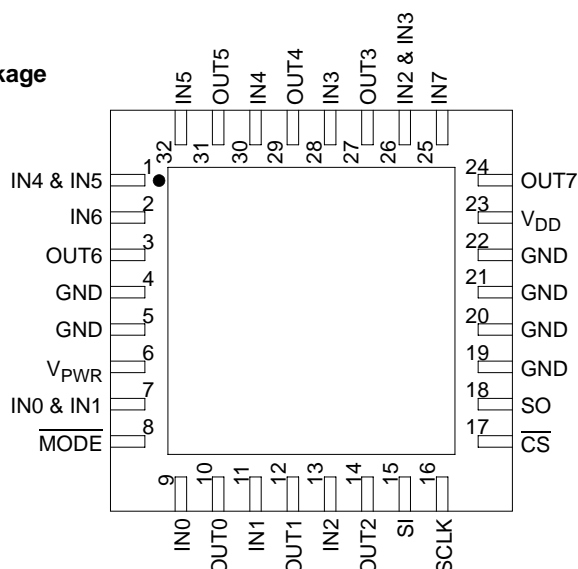 kage
IN5
OUT5
IN4
OUT4
IN3
OUT3
IN2 & IN3
IN7
32
31
30
29
28
27
26
25
IN4 & IN5 1
IN6 2
OUT6 3
GND 4
GND 5
VPWR 6
IN0 & IN1 7
MODE 8
24 OUT7
23 VDD
22 GND
21 GND
20 GND
19 GND
18 SO
17 CS
9
10
11
12
13
14
15
16
IN0
OUT0
IN1
OUT1
IN2
OUT2
SI
SCLK